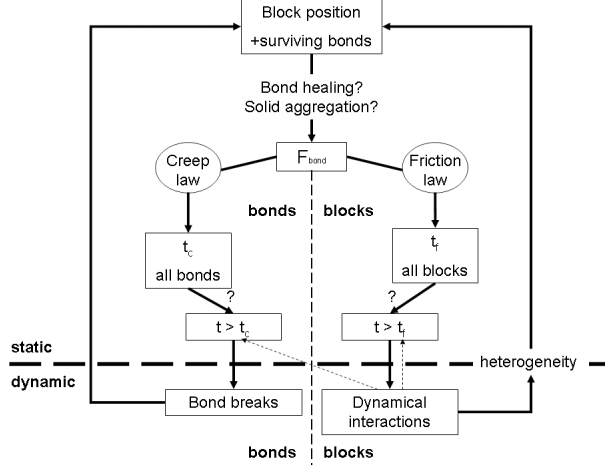 Block position
+surviving bonds
Bond healing?
Solid aggregation?
Creep
law
F bond
Friction
law
bonds
blocks
tc
all bonds
tf
all blocks
?
?
t > tc
t > tf
static
heterogeneity
dynamic
Bond breaks
Dynamical
interactions
bonds
blocks